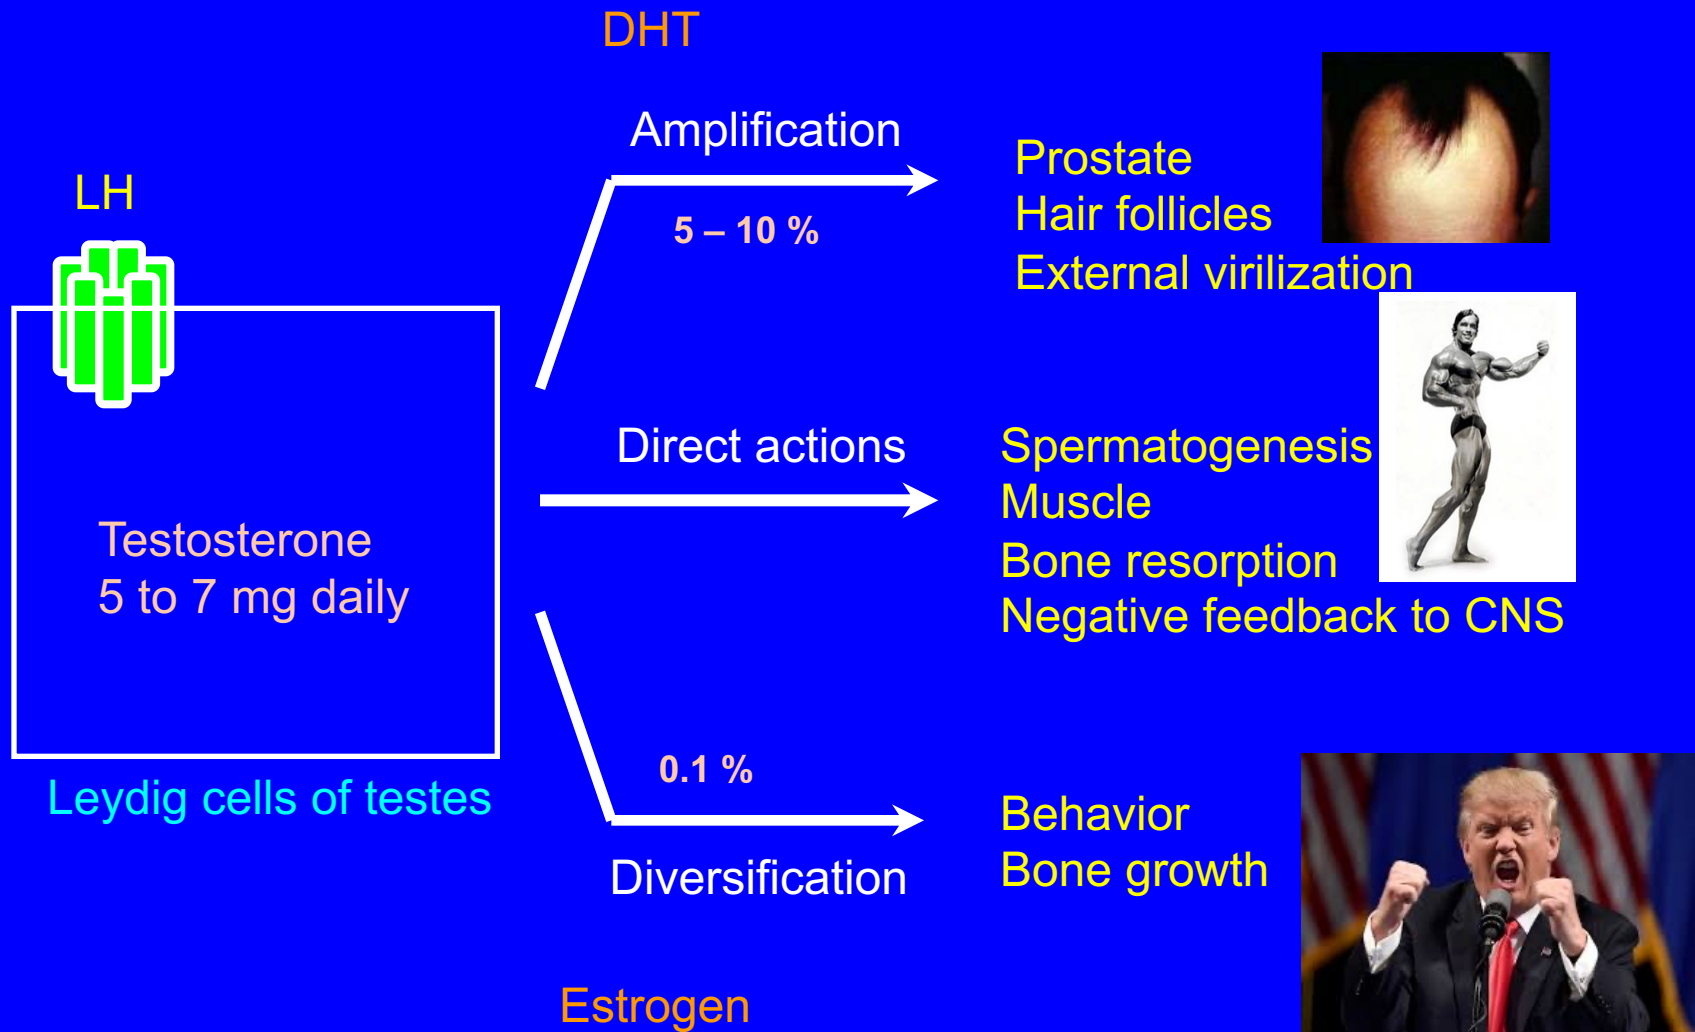 DHT
Amplification
5 – 10 %
Prostate
Hair follicles
External virilization
LH
Testosterone
5 to 7 mg daily
Leydig cells of testes
Direct actions
Spermatogenesis
Muscle
Bone resorption
Negative feedback to CNS
0.1 %
Diversification
Behavior
Bone growth
Estrogen